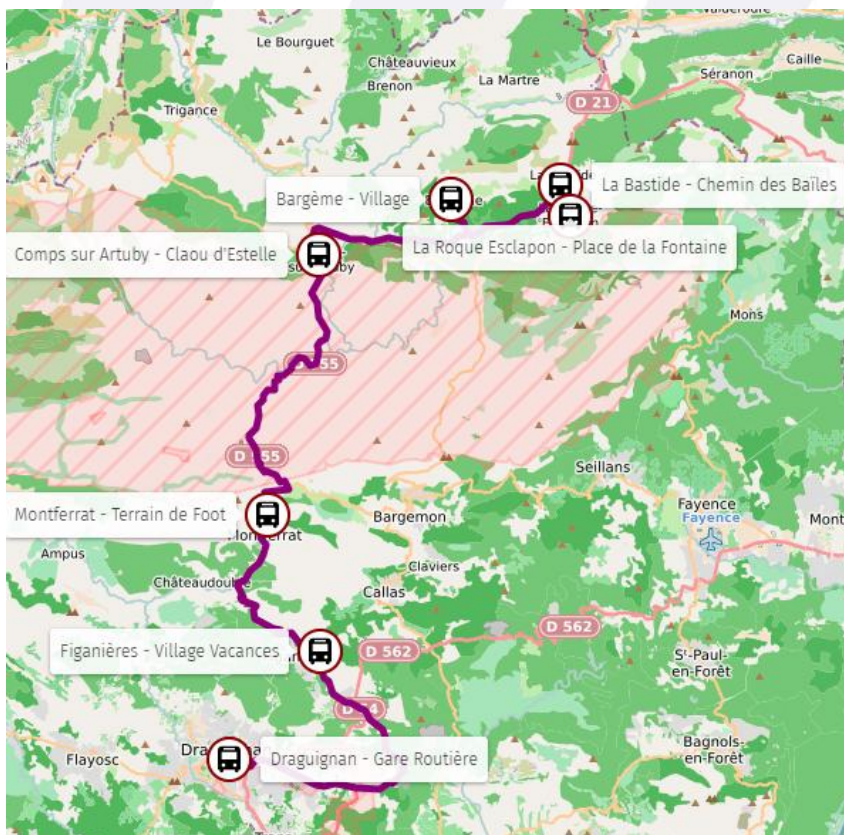 Valderoure
Le Bourguet
Châteauvieux
Brenon
La Martre
Caille
Séranon
Trigance
D 21
La Bastide - Chemin des Baïles
Bargème - Village
La Roque Esclapon - Place de la Fontaine
Comps sur Artuby - Claou d'Estelle
Mons
D 955
D 955
Seillans
Montferrat - Terrain de Foot
Bargemon
Fayence
Fayence
Mont
Ampus
Claviers
Châteaudouble
Callas
D 562
D 562
Figanières - Village Vacances
St-Paul-
en-Forêt
Bagnols-
en-Forêt
Flayosc
Draguignan - Gare Routière